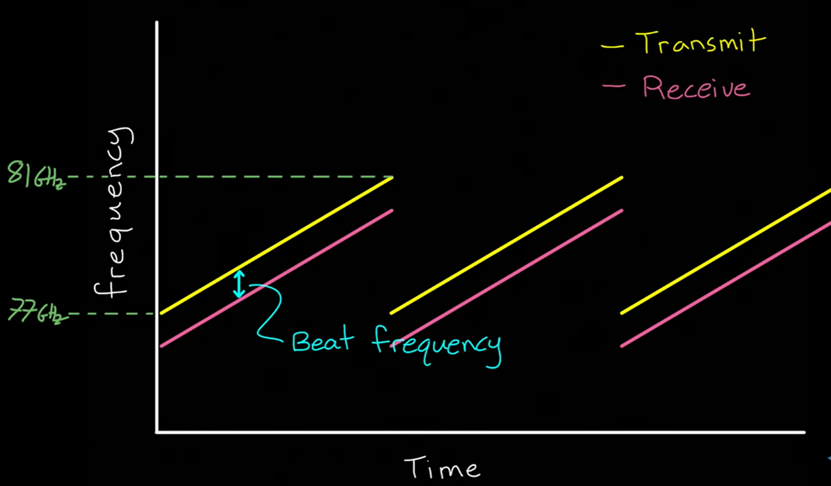 Transmit
Receive
81GHz
frequency
77GHz
Beat frequency
Time